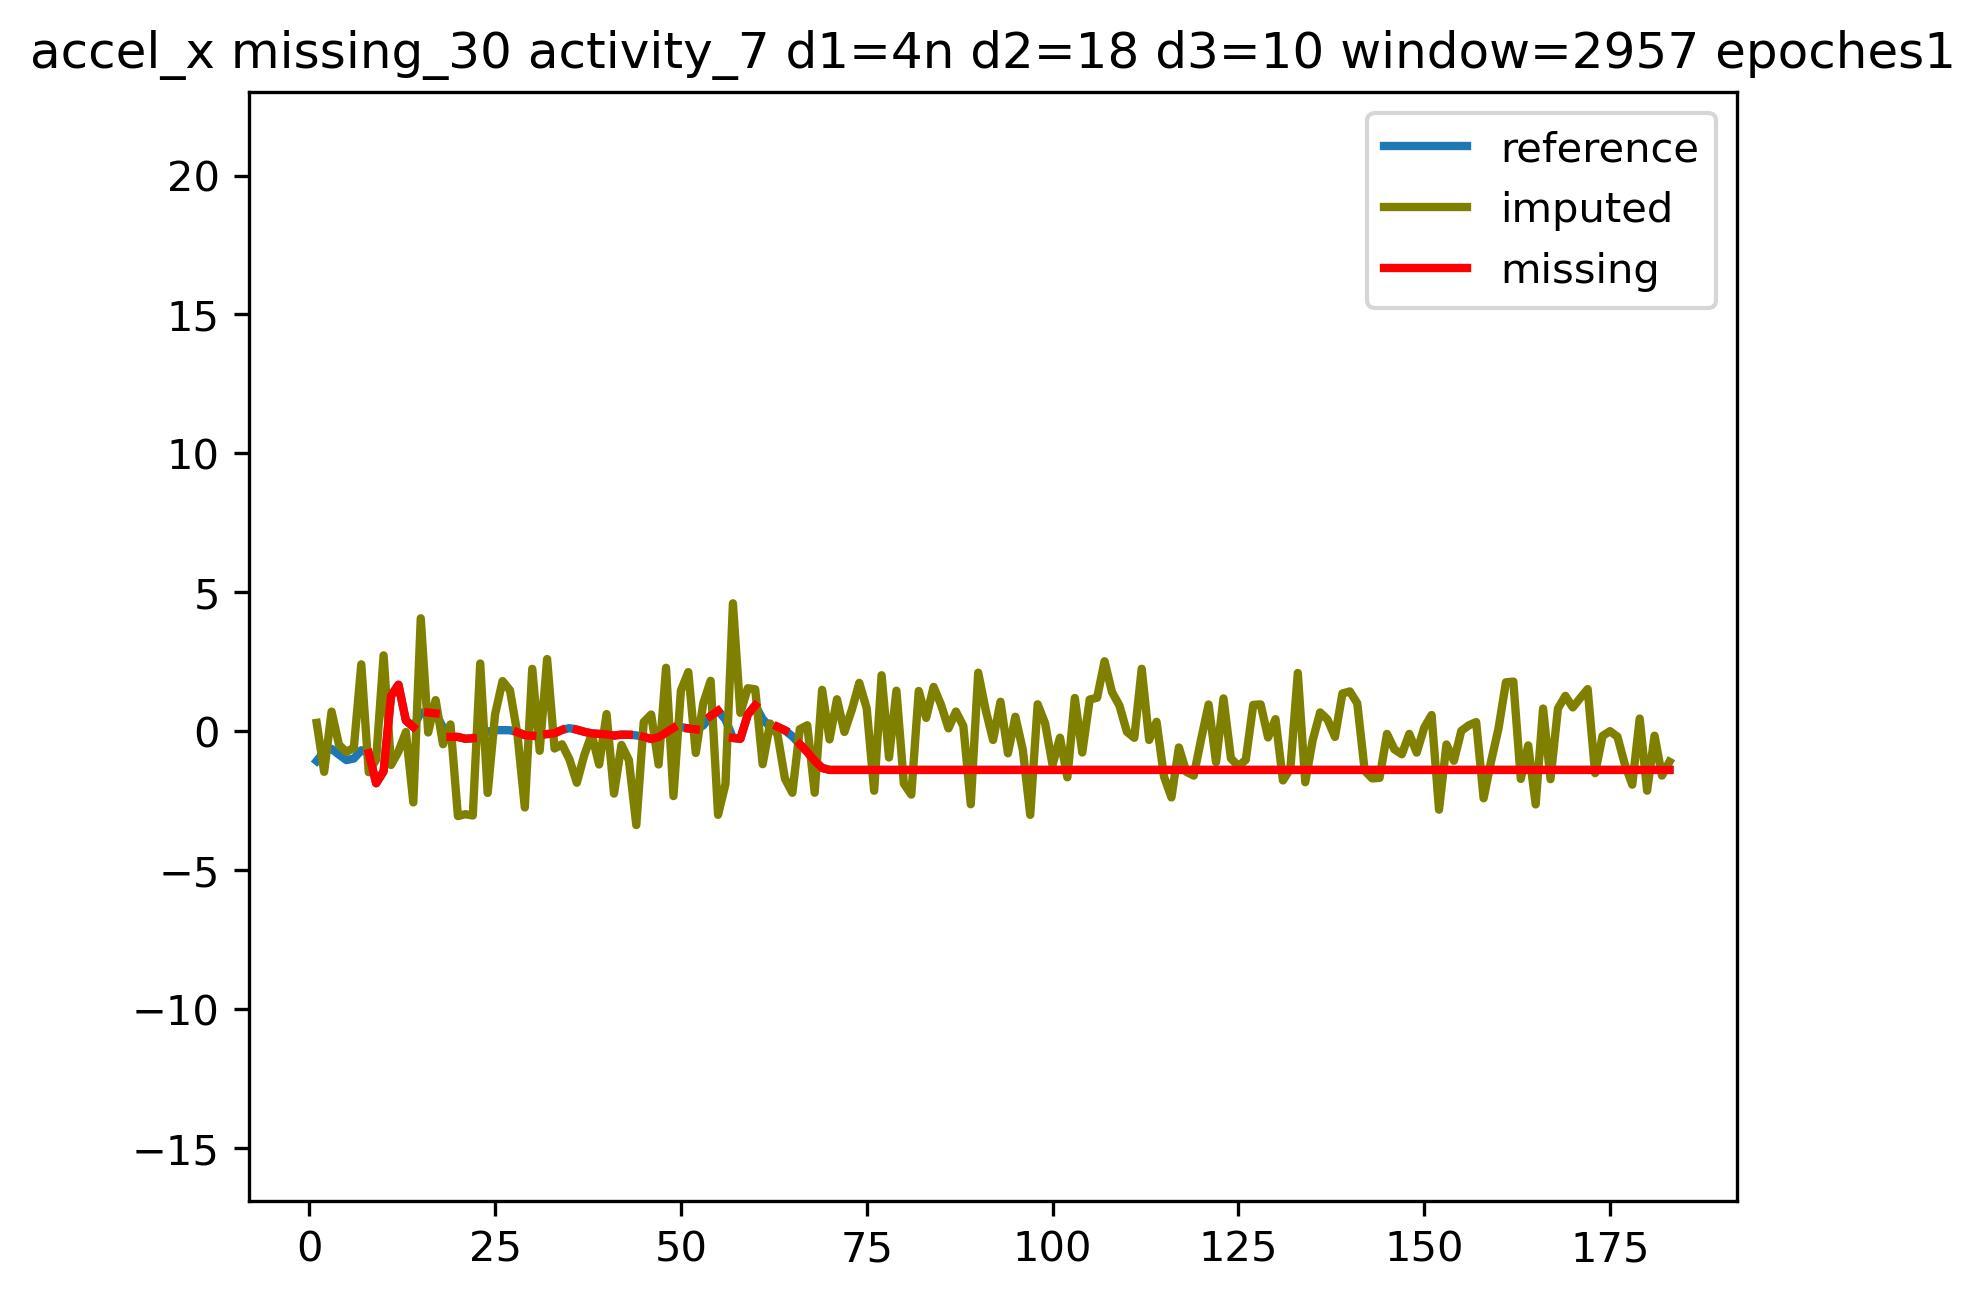 accel_x missing_30 activity_7 d1=4n d2=18 d3=10 window=2957 epoches1
reference
imputed
missing
20
15
10
5
0
−5
−10
−15
0 25 50 75 100 125 150 175